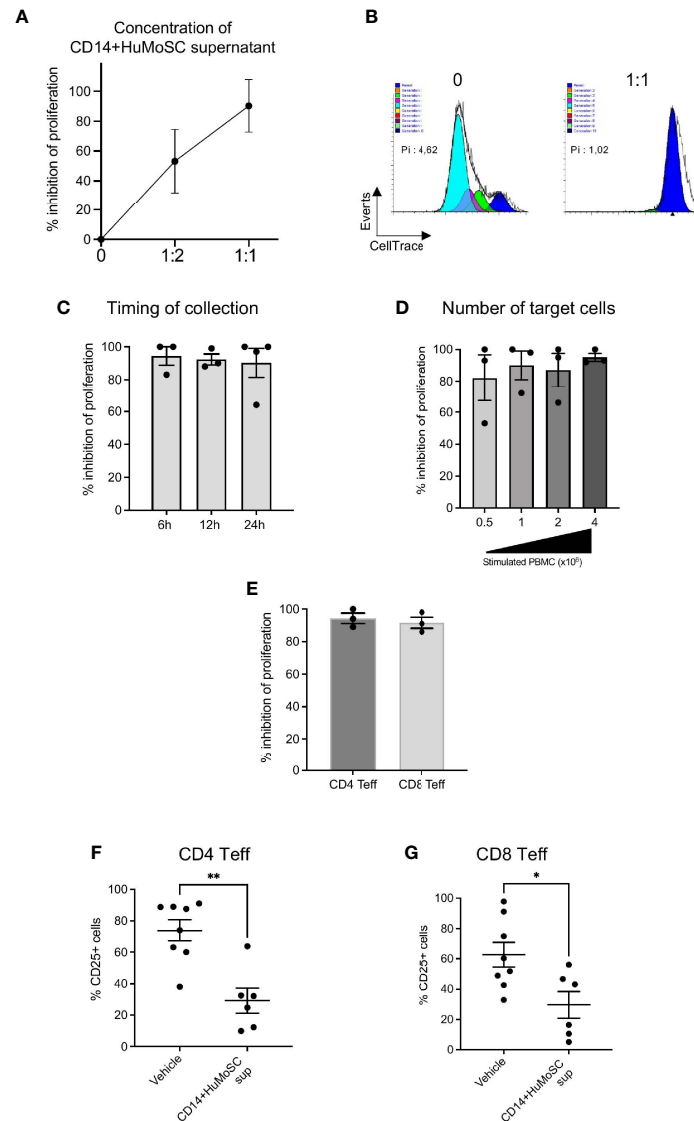 A
Concentration of
CD14+HuMoSC supernatant
% inhibition of proliferation
100
80
60
40
20
0
0
1:2
1:1
B
0
1:1
Pi : 4,62
Pi : 1,02
Events
CellTrace
C
Timing of collection
% inhibition of proliferation
100
80
60
40
20
0
6h
12h
24h
D
Number of target cells
% inhibition of proliferation
100
80
60
40
20
0
0.5
1
2
4
Stimulated PBMC (x10⁶)
E
% inhibition of proliferation
100
80
60
40
20
0
CD4 Teff
CD8 Teff
F
CD4 Teff
**
% CD25+ cells
100
80
60
40
20
0
Vehicle
CD14+HuMoSC
sup
G
CD8 Teff
*
% CD25+ cells
100
80
60
40
20
0
Vehicle
CD14+HuMoSC
sup